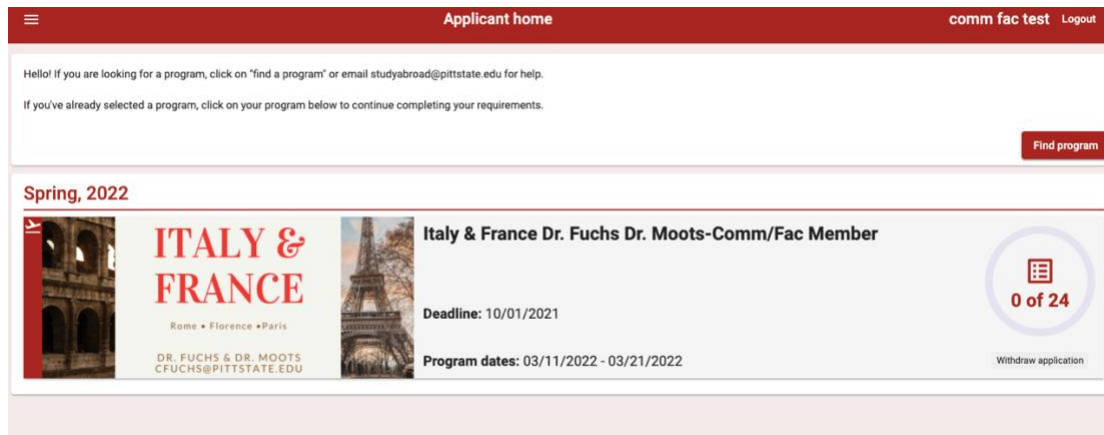 Applicant home
comm fac test Logout
Hello! If you are looking for a program, click on "find a program" or email studyabroad@pittstate.edu for help.
If you've already selected a program, click on your program below to continue completing your requirements.
Find program
Spring, 2022
ITALY &
FRANCE
Rome • Florence •Paris
DR. FUCHS & DR. MOOTS
CFUCHS@PITTSTATE.EDU
Italy & France Dr. Fuchs Dr. Moots-Comm/Fac Member
Deadline: 10/01/2021
Program dates: 03/11/2022 - 03/21/2022
0 of 24
Withdraw application